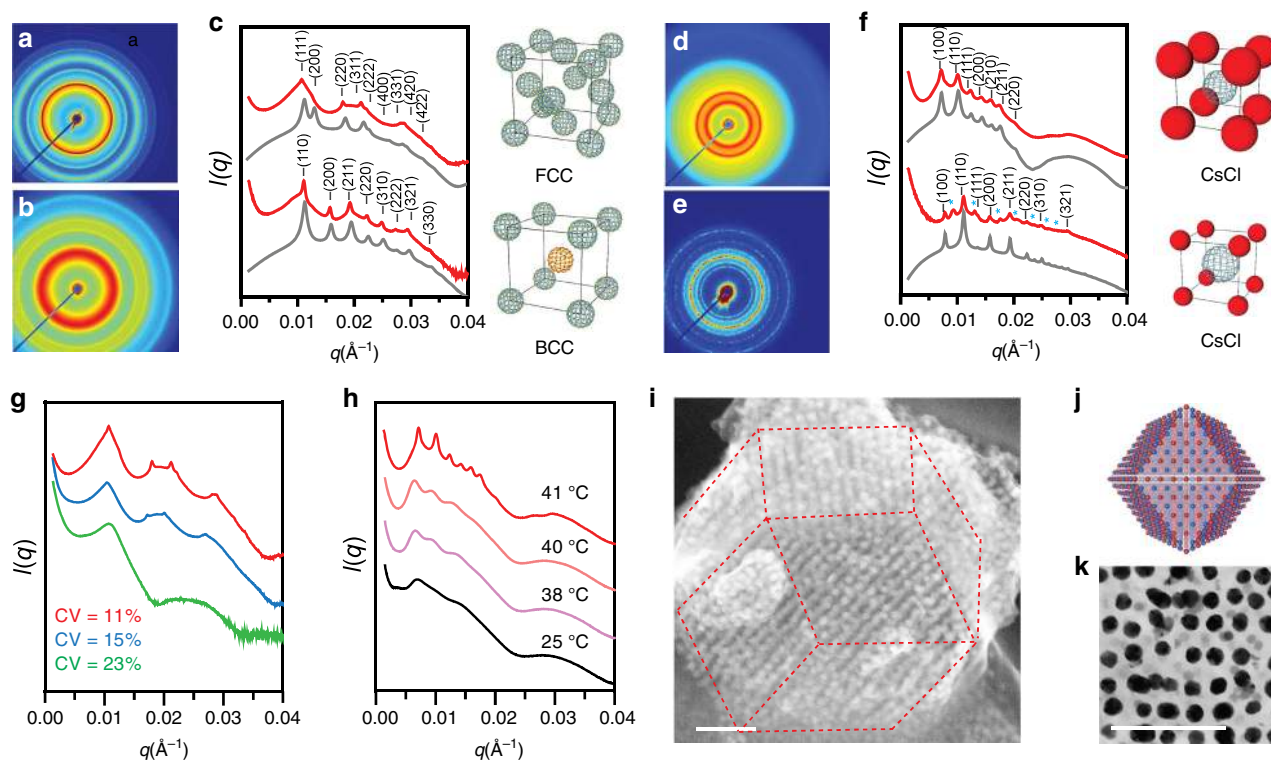 a
a
b
c
I(q)
(111)
(200)
(220)
(311)
(222)
(400)
(331)
(420)
(422)
(110)
(200)
(211)
(220)
(310)
(222)
(321)
(330)
0.00 0.01 0.02 0.03 0.04
q(Å⁻¹)
FCC
BCC
d
e
f
I(q)
(100)
(110)
(111)
(200)
(210)
(211)
(220)
(100)
(110)
(111)
(200)
(211)
(220)
(310)
(321)
* * * * * * *
0.00 0.01 0.02 0.03 0.04
q(Å⁻¹)
CsCl
CsCl
g
I(q)
CV = 11%
CV = 15%
CV = 23%
0.00 0.01 0.02 0.03 0.04
q(Å⁻¹)
h
I(q)
41 °C
40 °C
38 °C
25 °C
0.00 0.01 0.02 0.03 0.04
q(Å⁻¹)
i
j
k